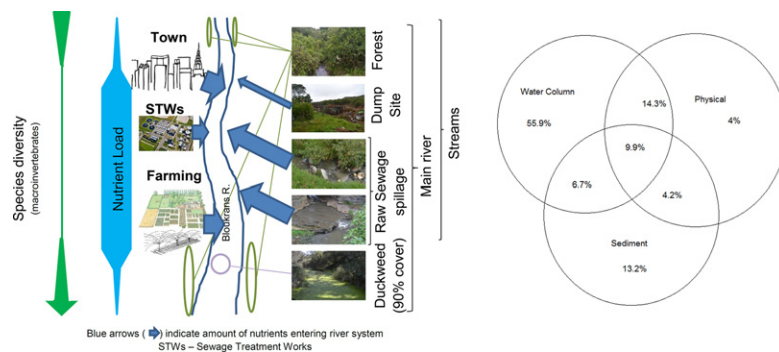 Species diversity
(macroinvertebrates)
Nutrient Load
Town
STWs
Farming
Bloukrans R.
Forest
Dump
Site
Raw Sewage
spillage
Duckweed
(90% cover)
Main river
Streams
Blue arrows ( ) indicate amount of nutrients entering river system
STWs – Sewage Treatment Works
Water Column
55.9%
14.3%
Physical
4%
9.9%
6.7%
4.2%
Sediment
13.2%